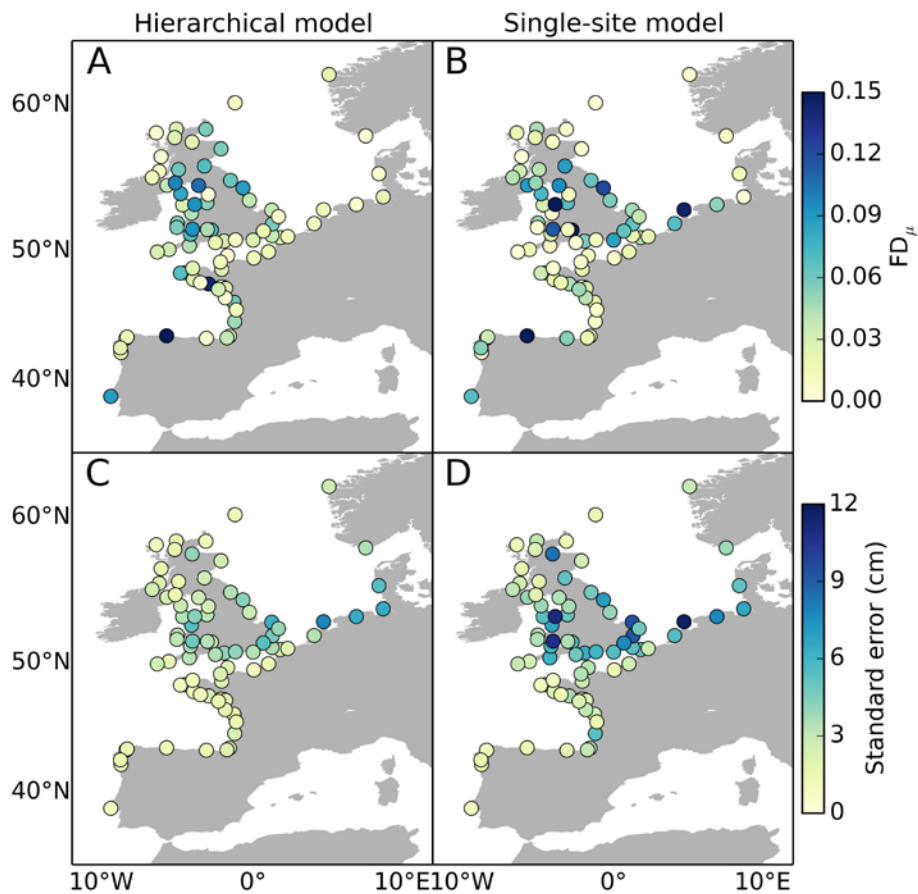 Hierarchical model
Single-site model
A
B
60°N
50°N
40°N
0.15
0.12
0.09
0.06
0.03
0.00
FDμ
C
D
60°N
50°N
40°N
12
9
6
3
0
Standard error (cm)
10°W
0°
10°E
10°W
0°
10°E